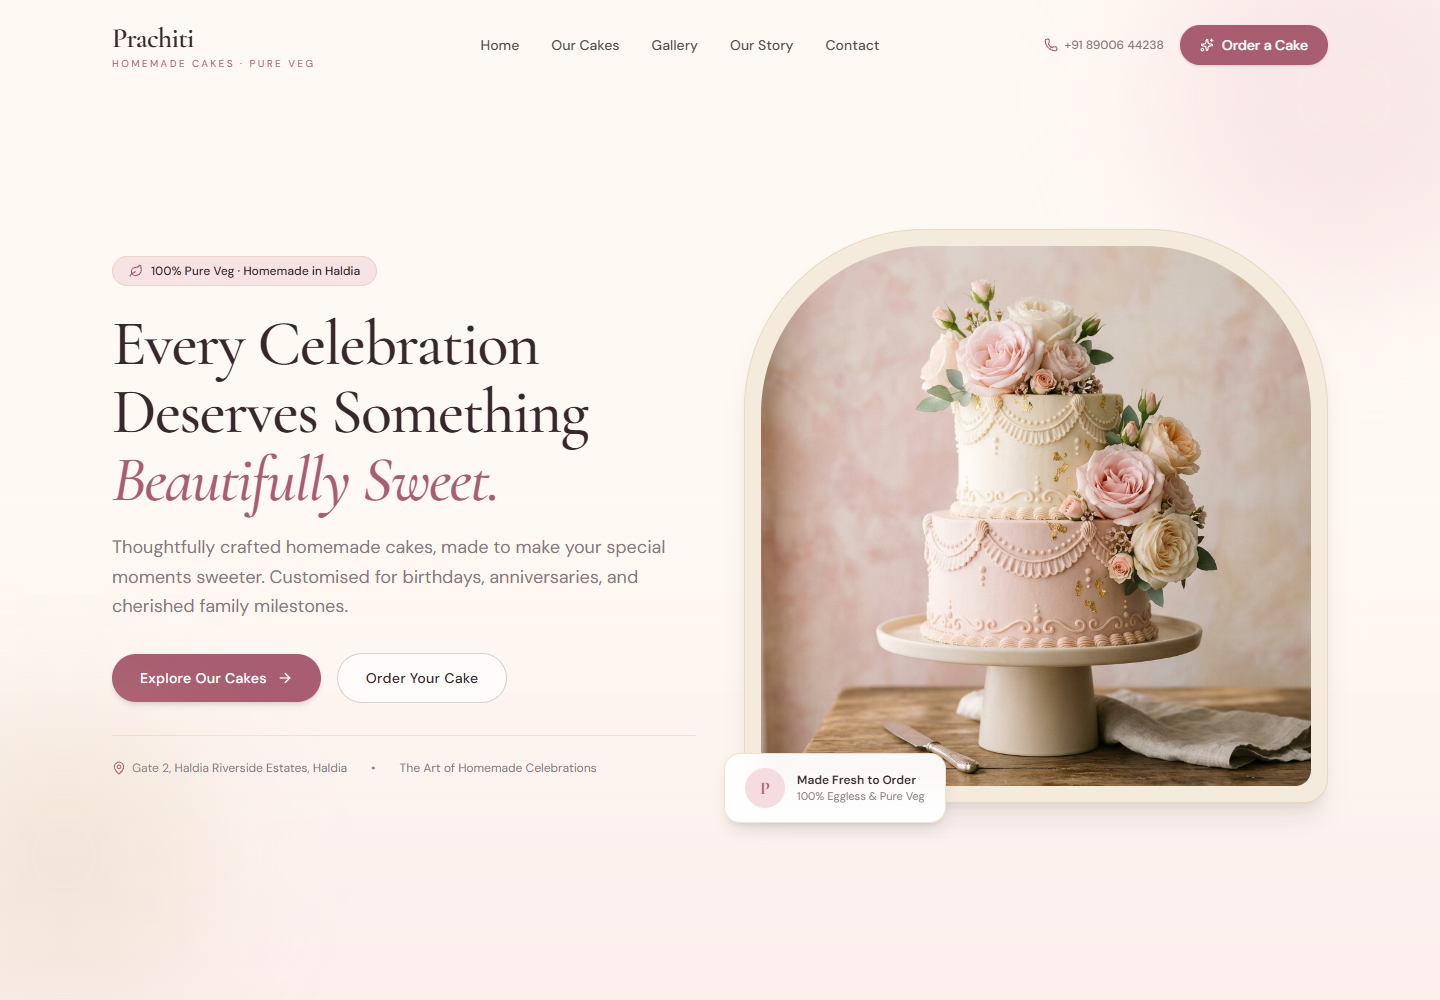 Prachiti
HOMEMADE CAKES · PURE VEG
Home
Our Cakes
Gallery
Our Story
Contact
+91 89006 44238
Order a Cake
100% Pure Veg · Homemade in Haldia
Every Celebration
Deserves Something
Beautifully Sweet.
Thoughtfully crafted homemade cakes, made to make your special
moments sweeter. Customised for birthdays, anniversaries, and
cherished family milestones.
Explore Our Cakes
Order Your Cake
Gate 2, Haldia Riverside Estates, Haldia
•
The Art of Homemade Celebrations
P
Made Fresh to Order
100% Eggless & Pure Veg